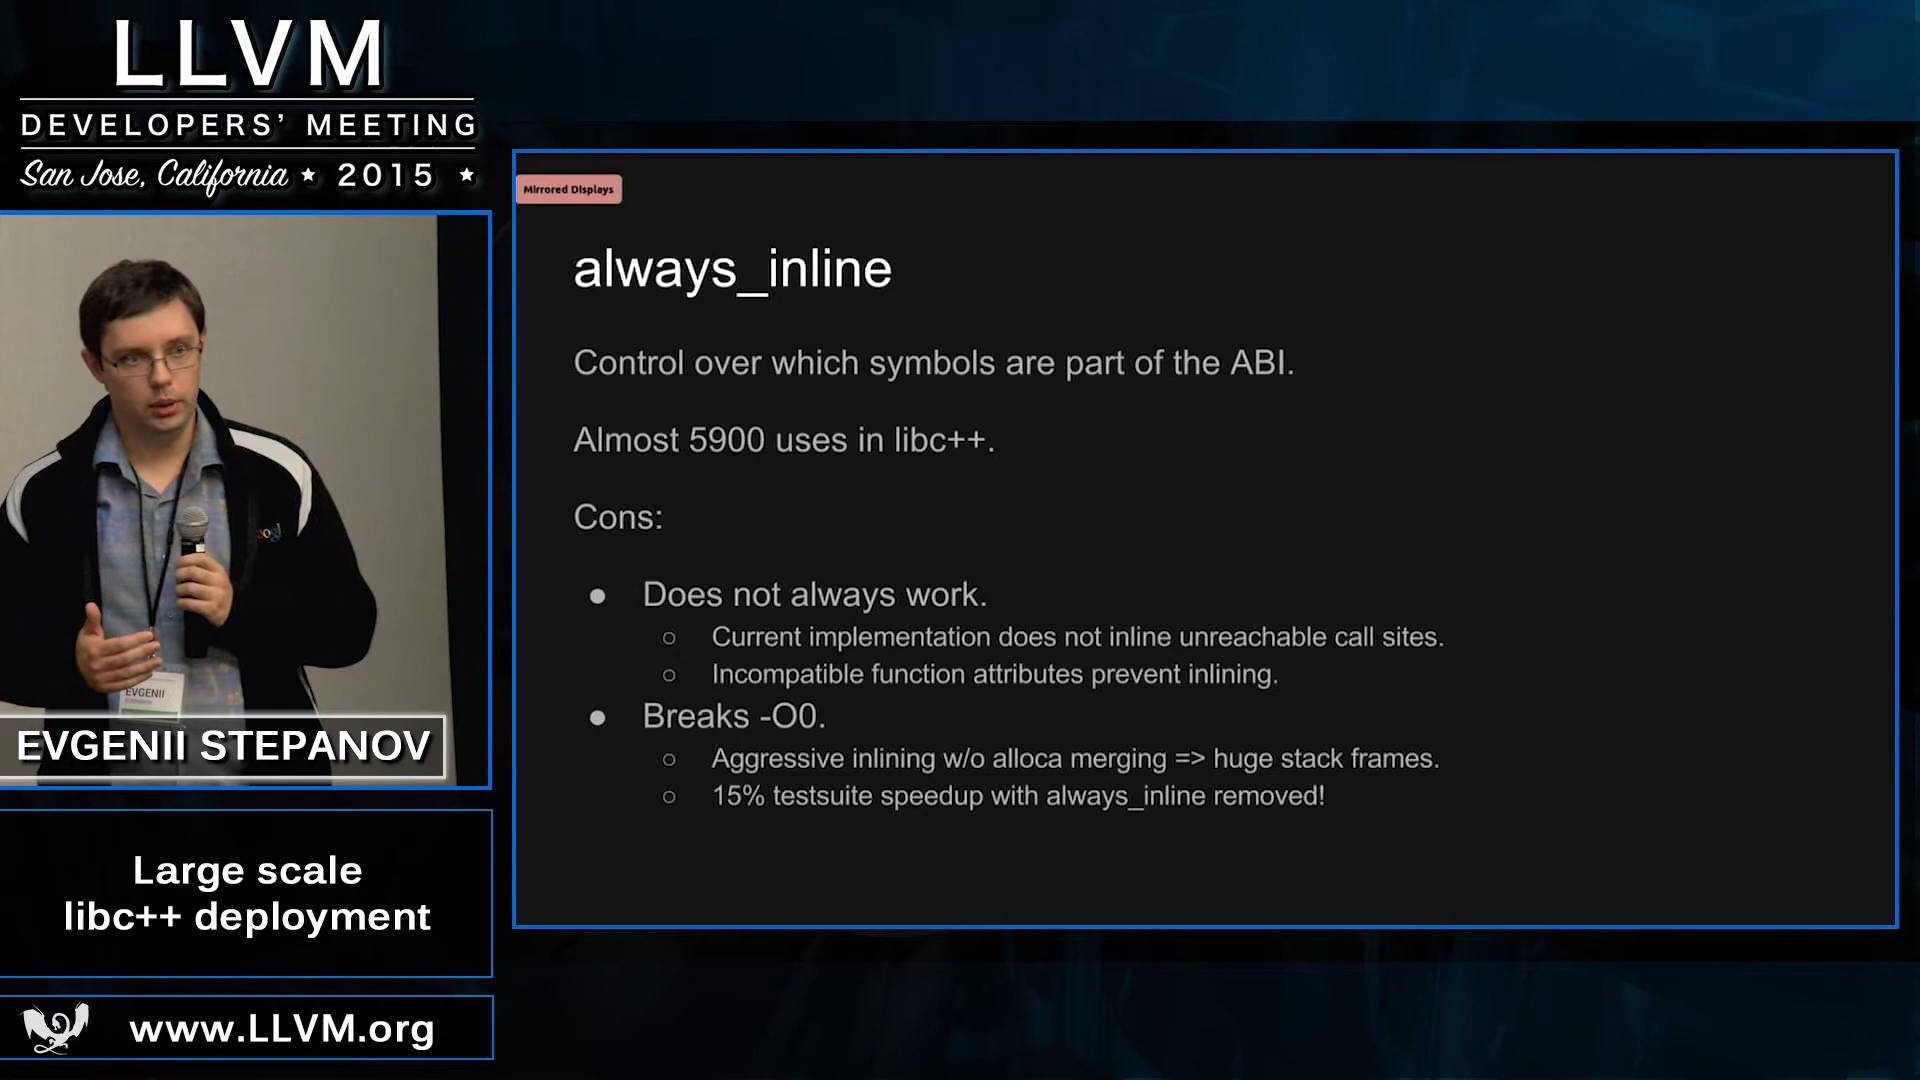 LLVM
DEVELOPERS' MEETING
San Jose, California ★ 2015 ★
Mirrored Displays
always_inline
Control over which symbols are part of the ABI.
Almost 5900 uses in libc++.
Cons:
● Does not always work.
○ Current implementation does not inline unreachable call sites.
○ Incompatible function attributes prevent inlining.
● Breaks -O0.
○ Aggressive inlining w/o alloca merging => huge stack frames.
○ 15% testsuite speedup with always_inline removed!
EVGENII
EVGENII STEPANOV
Large scale
libc++ deployment
www.LLVM.org